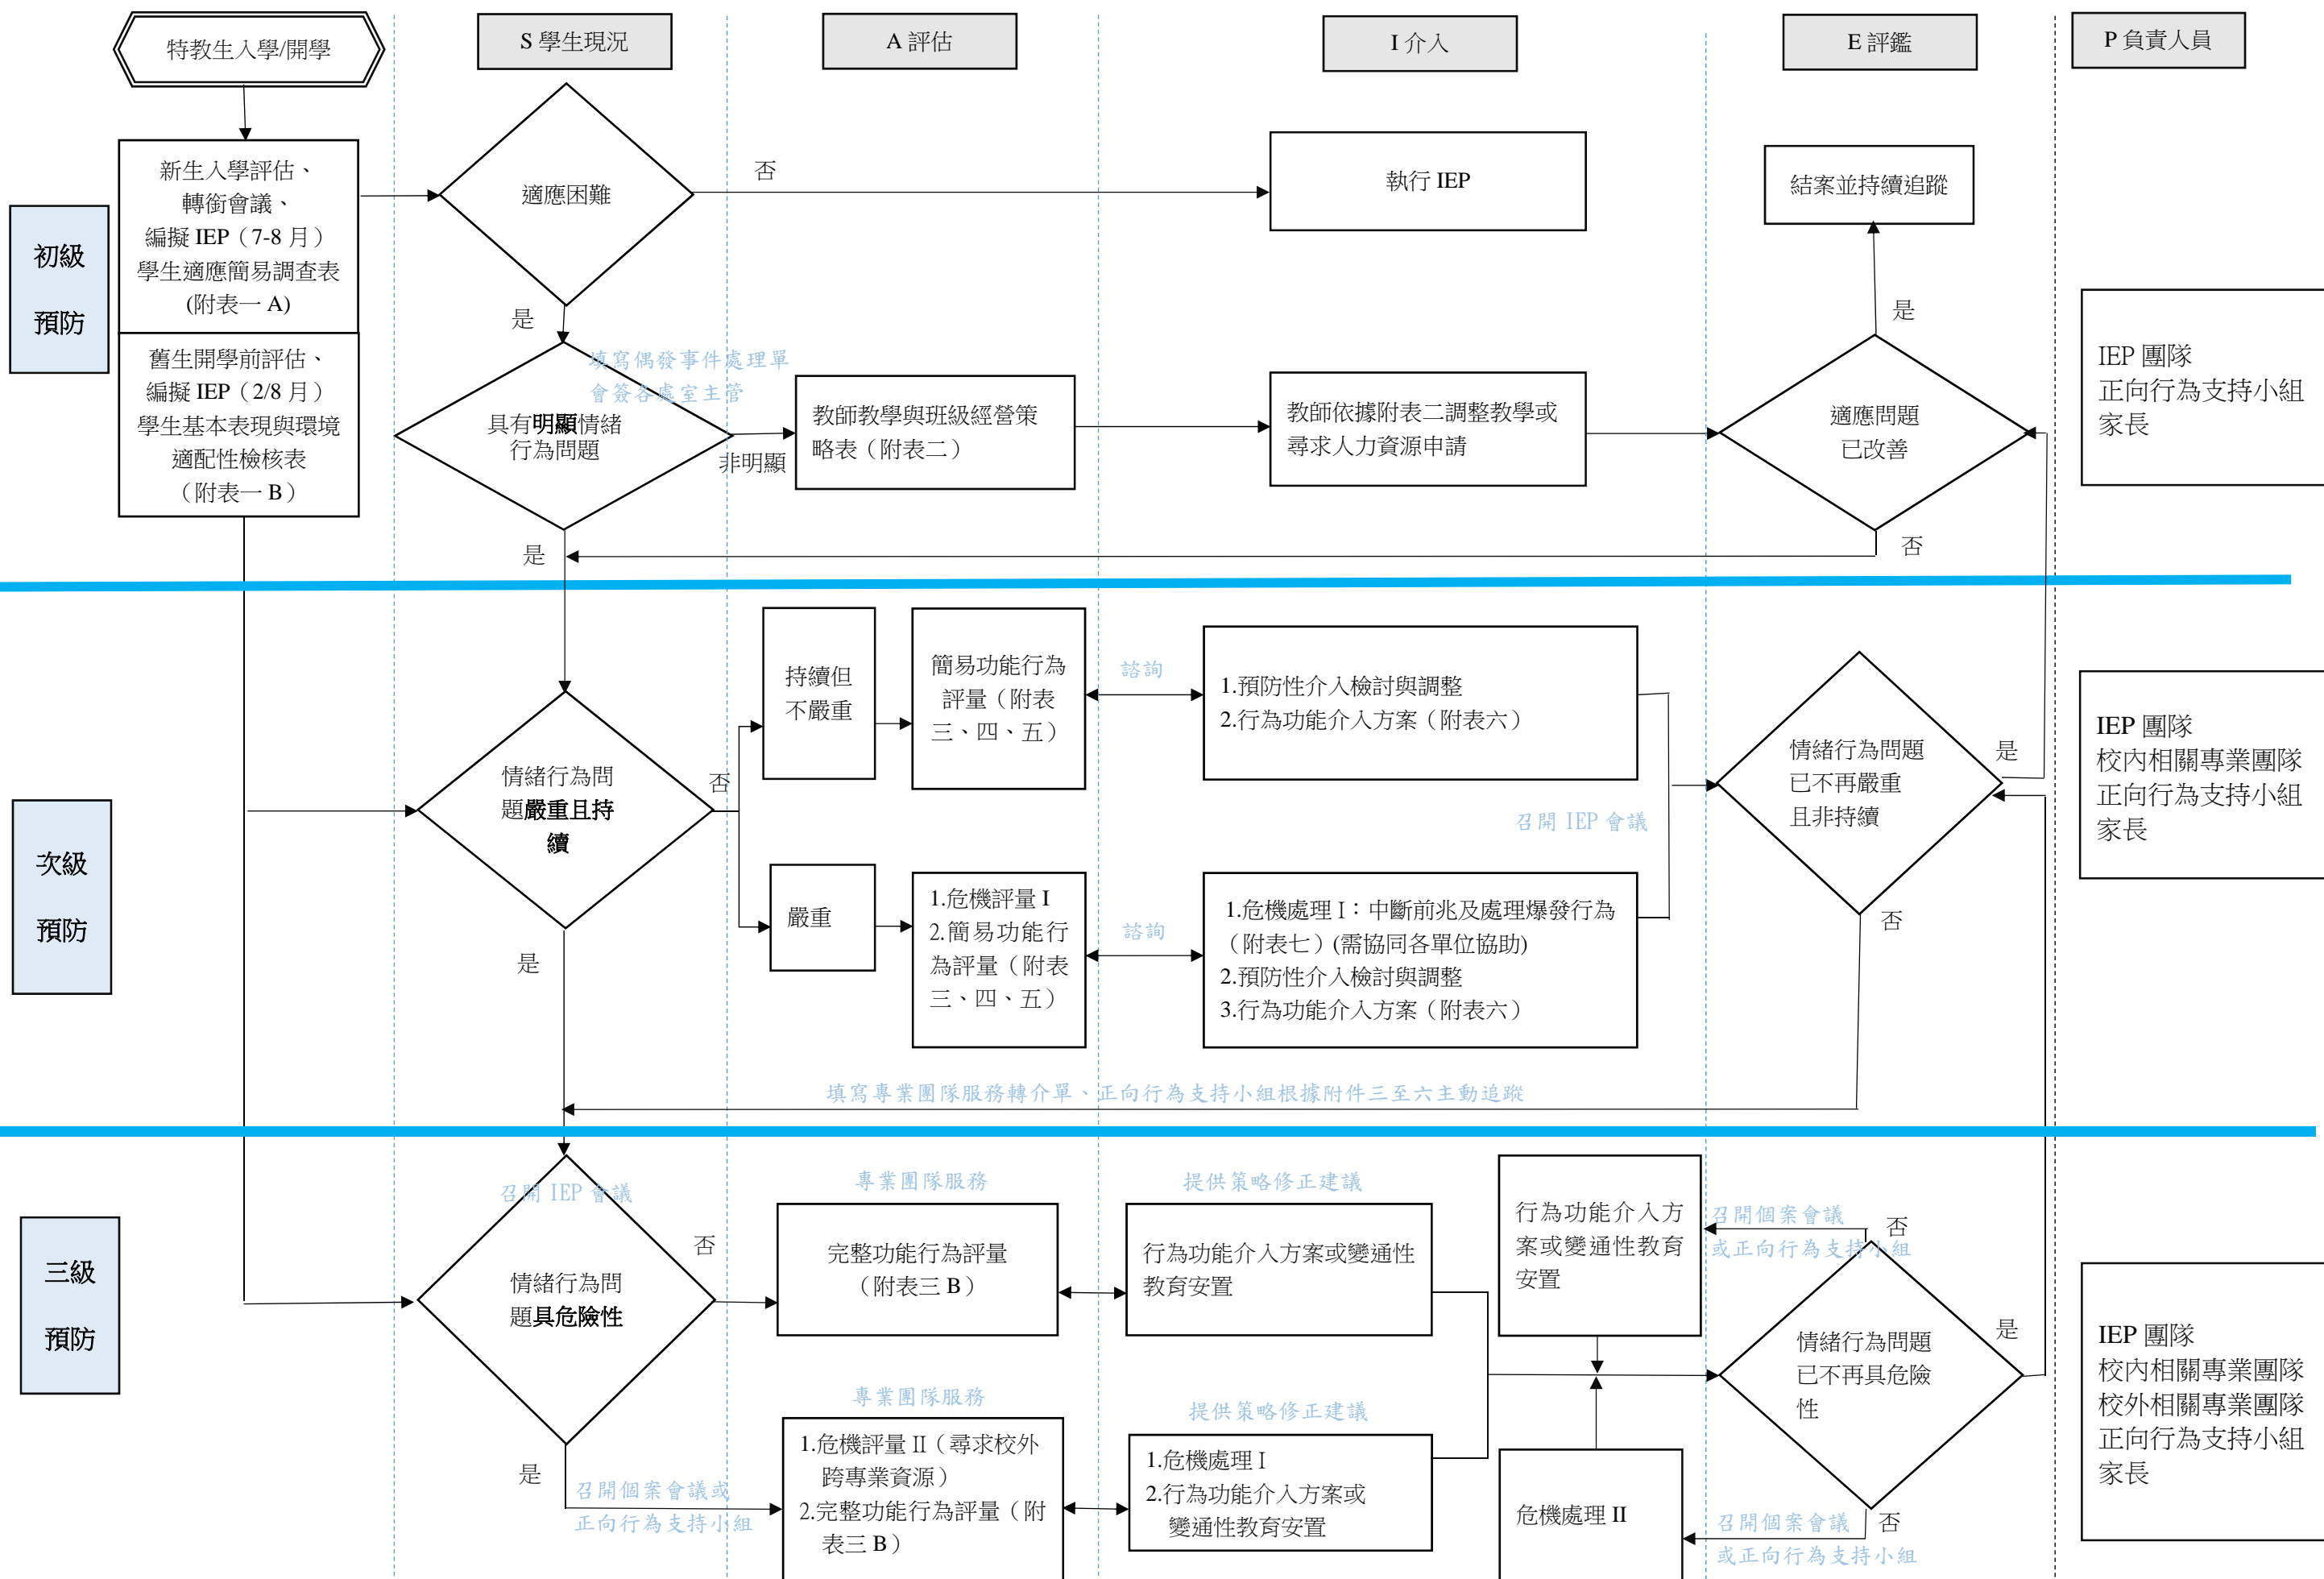 特教生入學/開學
S 學生現況
A 評估
I 介入
E 評鑑
P 負責人員
初級
預防
新生入學評估、
轉銜會議、
編擬 IEP（7-8 月）
學生適應簡易調查表
(附表一 A)
舊生開學前評估、
編擬 IEP（2/8 月）
學生基本表現與環境
適配性檢核表
（附表一 B）
適應困難
否
執行 IEP
結案並持續追蹤
是
是
填寫偶發事件處理單
會簽各處室主管
具有明顯情緒
行為問題
非明顯
教師教學與班級經營策
略表（附表二）
教師依據附表二調整教學或
尋求人力資源申請
適應問題
已改善
IEP 團隊
正向行為支持小組
家長
是
否
次級
預防
情緒行為問
題嚴重且持
續
否
持續但
不嚴重
簡易功能行為
評量（附表
三、四、五）
諮詢
1.預防性介入檢討與調整
2.行為功能介入方案（附表六）
召開 IEP 會議
情緒行為問題
已不再嚴重
且非持續
是
IEP 團隊
校內相關專業團隊
正向行為支持小組
家長
嚴重
1.危機評量 I
2.簡易功能行
為評量（附表
三、四、五）
諮詢
1.危機處理 I：中斷前兆及處理爆發行為
（附表七）(需協同各單位協助)
2.預防性介入檢討與調整
3.行為功能介入方案（附表六）
否
是
填寫專業團隊服務轉介單、正向行為支持小組根據附件三至六主動追蹤
三級
預防
召開 IEP 會議
情緒行為問
題具危險性
否
專業團隊服務
完整功能行為評量
（附表三 B）
提供策略修正建議
行為功能介入方案或變通性
教育安置
行為功能介入方
案或變通性教育
安置
召開個案會議
或正向行為支持小組
否
情緒行為問題
已不再具危險
性
是
IEP 團隊
校內相關專業團隊
校外相關專業團隊
正向行為支持小組
家長
是
召開個案會議或
正向行為支持小組
專業團隊服務
1.危機評量 II（尋求校外
跨專業資源）
2.完整功能行為評量（附
表三 B）
提供策略修正建議
1.危機處理 I
2.行為功能介入方案或
變通性教育安置
危機處理 II
召開個案會議
或正向行為支持小組
否